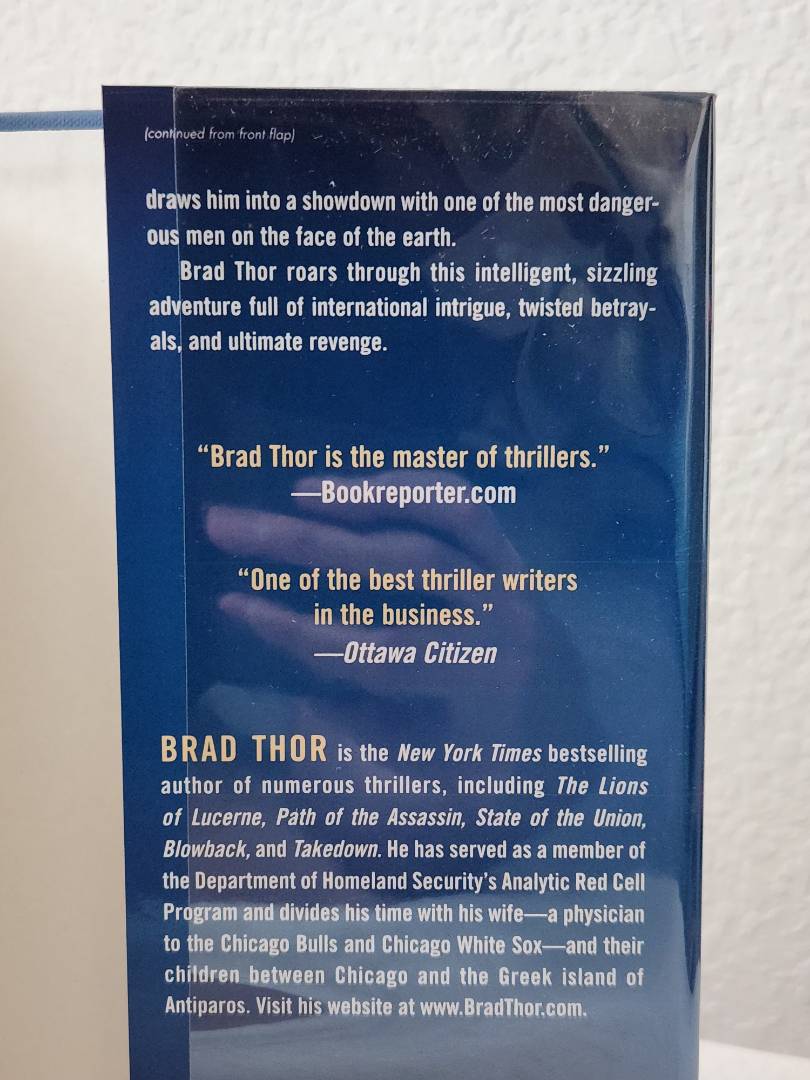 (continued from front flap)
draws him into a showdown with one of the most danger-
ous men on the face of the earth.
Brad Thor roars through this intelligent, sizzling
adventure full of international intrigue, twisted betray-
als, and ultimate revenge.
“Brad Thor is the master of thrillers.”
—Bookreporter.com
“One of the best thriller writers
in the business.”
—Ottawa Citizen
BRAD THOR is the New York Times bestselling
author of numerous thrillers, including The Lions
of Lucerne, Path of the Assassin, State of the Union,
Blowback, and Takedown. He has served as a member of
the Department of Homeland Security’s Analytic Red Cell
Program and divides his time with his wife—a physician
to the Chicago Bulls and Chicago White Sox—and their
children between Chicago and the Greek island of
Antiparos. Visit his website at www.BradThor.com.